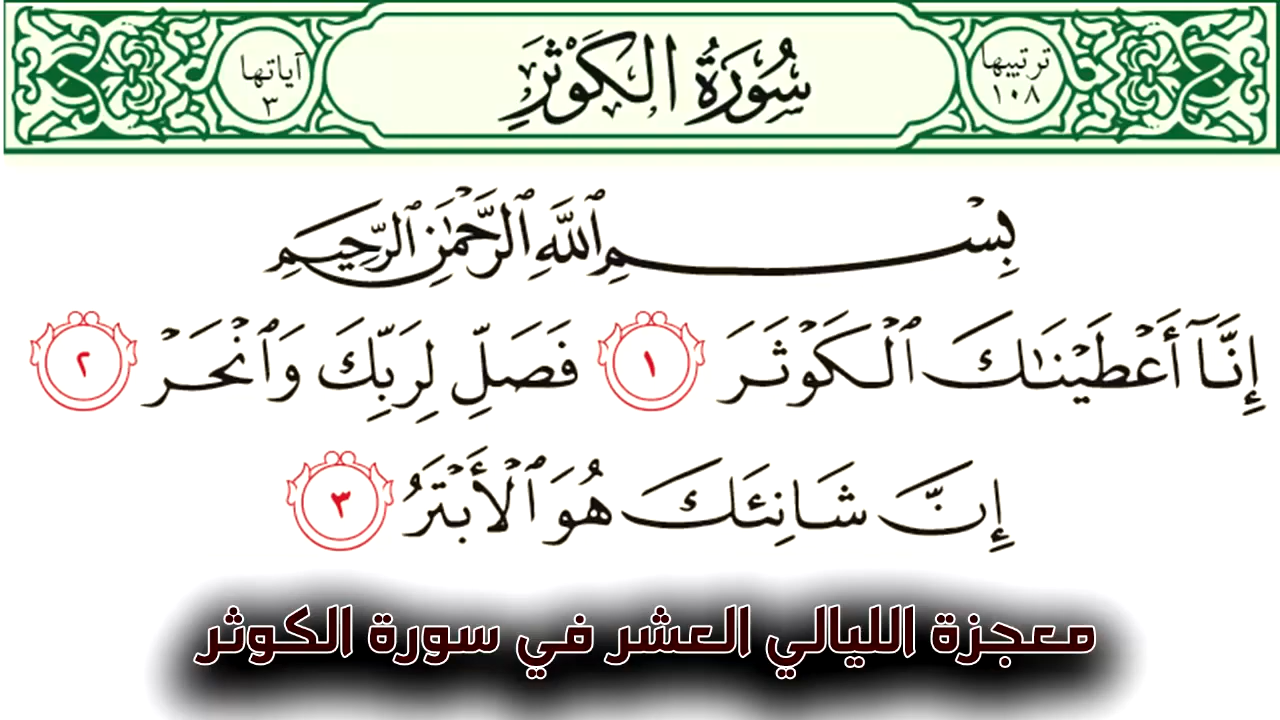 ترتيبها
١٠٨
سُورَةُ الكَوْثَرِ
آياتها
٣
بِسْمِ ٱللَّهِ ٱلرَّحْمَٰنِ ٱلرَّحِيمِ
إِنَّآ أَعْطَيْنَٰكَ ٱلْكَوْثَرَ ١ فَصَلِّ لِرَبِّكَ وَٱنْحَرْ ٢
إِنَّ شَانِئَكَ هُوَ ٱلْأَبْتَرُ ٣
معجزة الليالي العشر في سورة الكوثر